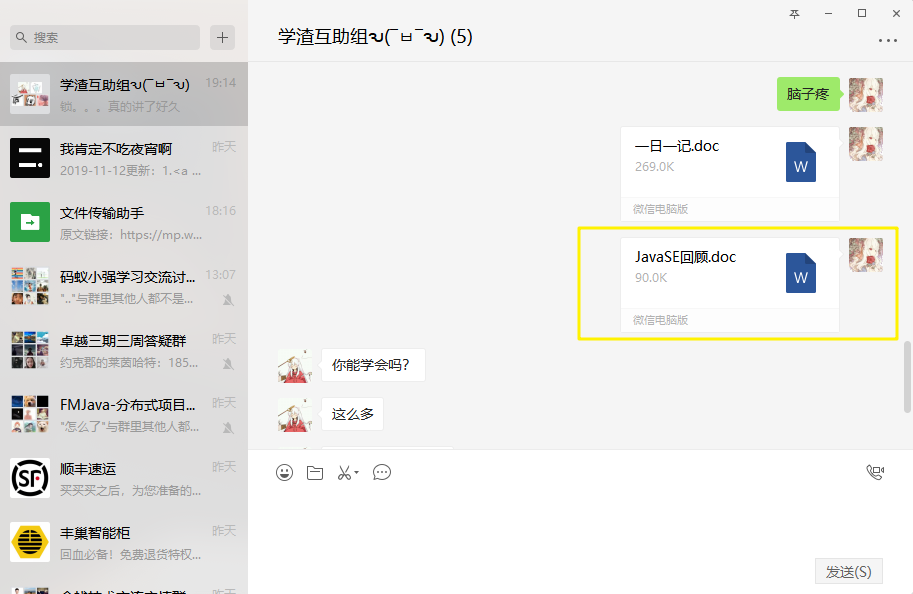 搜索
学渣互助组ฃ(¯ㅂ¯ฃ) 19:14
锁。。。真的讲了好久
我肯定不吃夜宵啊 昨天
2019-11-12更新：1.<a ...
文件传输助手 18:16
原文链接：https://mp.w...
码蚁小强学习交流讨... 13:07
".."与群里其他人都不是...
卓越三期三周答疑群 昨天
约克郡的莱茵哈特：185...
FMJava-分布式项目... 昨天
"怎么了"与群里其他人都...
顺丰速运 昨天
买买买之后，为您准备的...
丰巢智能柜 昨天
回血必备！免费退货特权...
学渣互助组ฃ(¯ㅂ¯ฃ) (5)
脑子疼
一日一记.doc
269.0K
W
微信电脑版
JavaSE回顾.doc
90.0K
W
微信电脑版
你能学会吗？
这么多
发送(S)